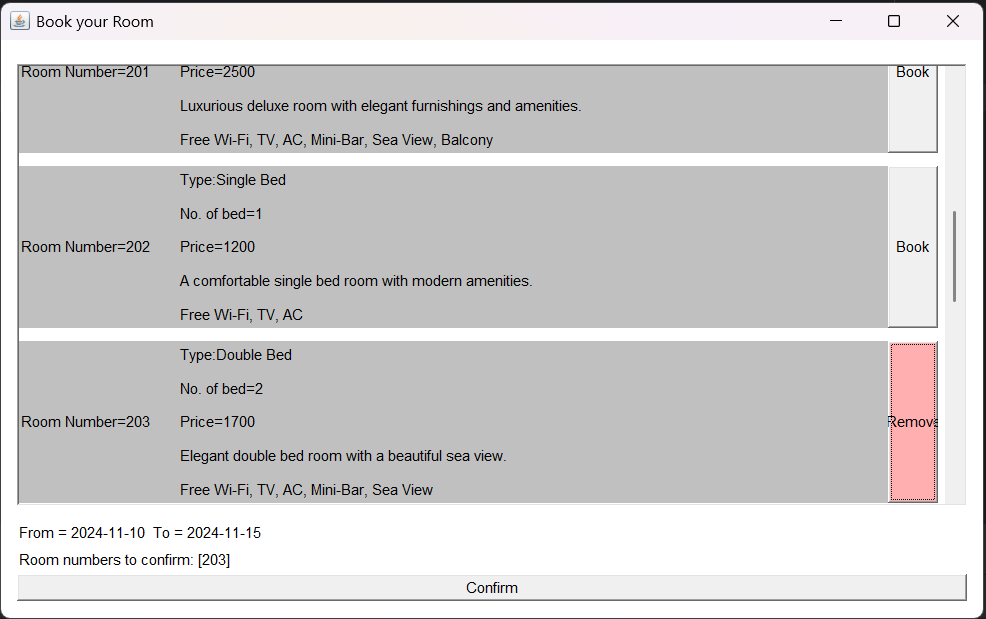 Book your Room
Room Number=201 Price=2500 Book
Luxurious deluxe room with elegant furnishings and amenities.
Free Wi-Fi, TV, AC, Mini-Bar, Sea View, Balcony
Type:Single Bed
No. of bed=1
Room Number=202 Price=1200 Book
A comfortable single bed room with modern amenities.
Free Wi-Fi, TV, AC
Type:Double Bed
No. of bed=2
Room Number=203 Price=1700 Remove
Elegant double bed room with a beautiful sea view.
Free Wi-Fi, TV, AC, Mini-Bar, Sea View
From = 2024-11-10 To = 2024-11-15
Room numbers to confirm: [203]
Confirm